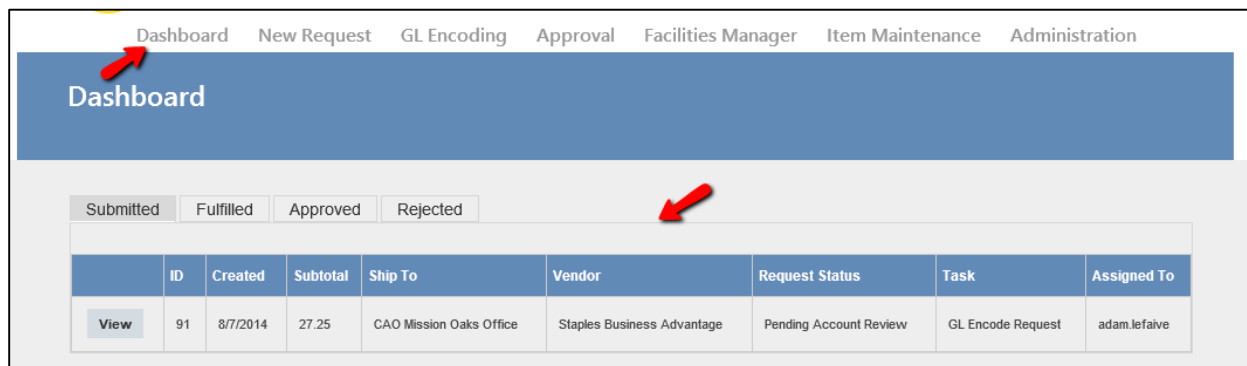 Dashboard New Request GL Encoding Approval Facilities Manager Item Maintenance Administration
Dashboard
Submitted Fulfilled Approved Rejected
ID Created Subtotal Ship To Vendor Request Status Task Assigned To
View 91 8/7/2014 27.25 CAO Mission Oaks Office Staples Business Advantage Pending Account Review GL Encode Request adam.lefaive